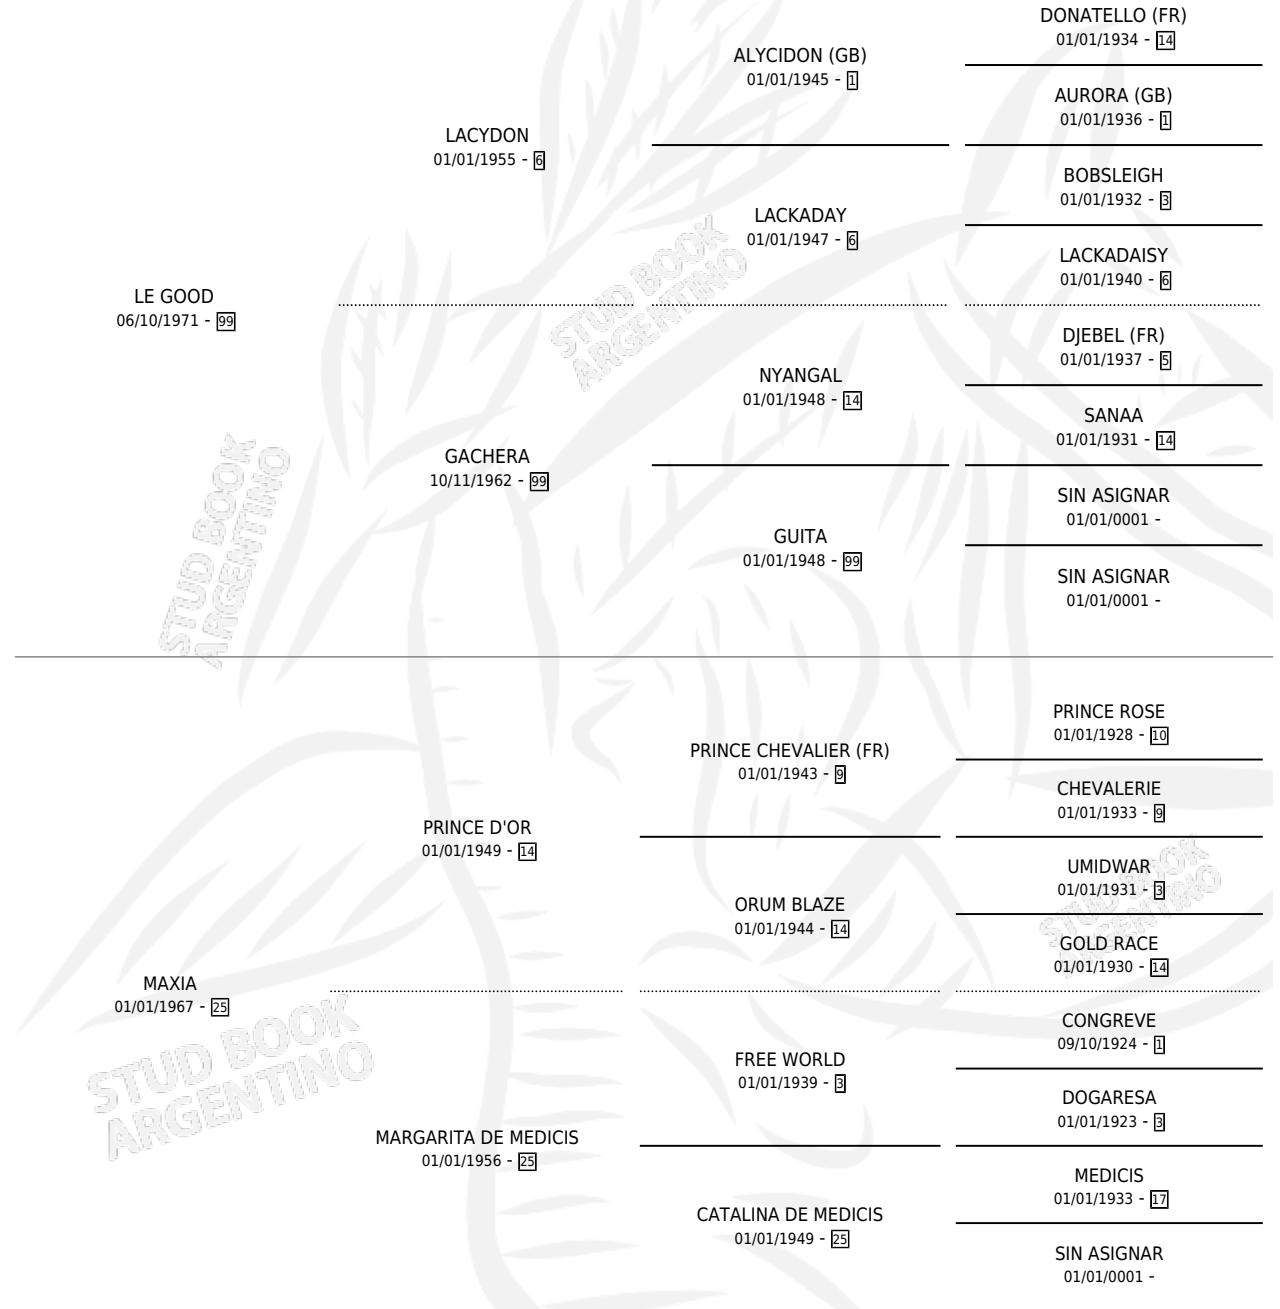 DONATELLO (FR)
01/01/1934 - 14
ALYCIDON (GB)
01/01/1945 - 1
AURORA (GB)
01/01/1936 - 1
LACYDON
01/01/1955 - 6
BOBSLEIGH
01/01/1932 - 3
LACKADAY
01/01/1947 - 6
LACKADAISY
01/01/1940 - 6
LE GOOD
06/10/1971 - 99
DJEBEL (FR)
01/01/1937 - 5
NYANGAL
01/01/1948 - 14
SANAA
01/01/1931 - 14
GACHERA
10/11/1962 - 99
SIN ASIGNAR
01/01/0001 -
GUITA
01/01/1948 - 99
SIN ASIGNAR
01/01/0001 -
PRINCE ROSE
01/01/1928 - 10
PRINCE CHEVALIER (FR)
01/01/1943 - 9
CHEVALERIE
01/01/1933 - 9
PRINCE D'OR
01/01/1949 - 14
UMIDWAR
01/01/1931 - 3
ORUM BLAZE
01/01/1944 - 14
GOLD RACE
01/01/1930 - 14
MAXIA
01/01/1967 - 25
CONGREVE
09/10/1924 - 1
FREE WORLD
01/01/1939 - 3
DOGARESA
01/01/1923 - 3
MARGARITA DE MEDICIS
01/01/1956 - 25
MEDICIS
01/01/1933 - 17
CATALINA DE MEDICIS
01/01/1949 - 25
SIN ASIGNAR
01/01/0001 -
STUD BOOK
ARGENTINO
STUD BOOK
ARGENTINO
STUD BOOK
ARGENTINO
STUD BOOK
ARGENTINO